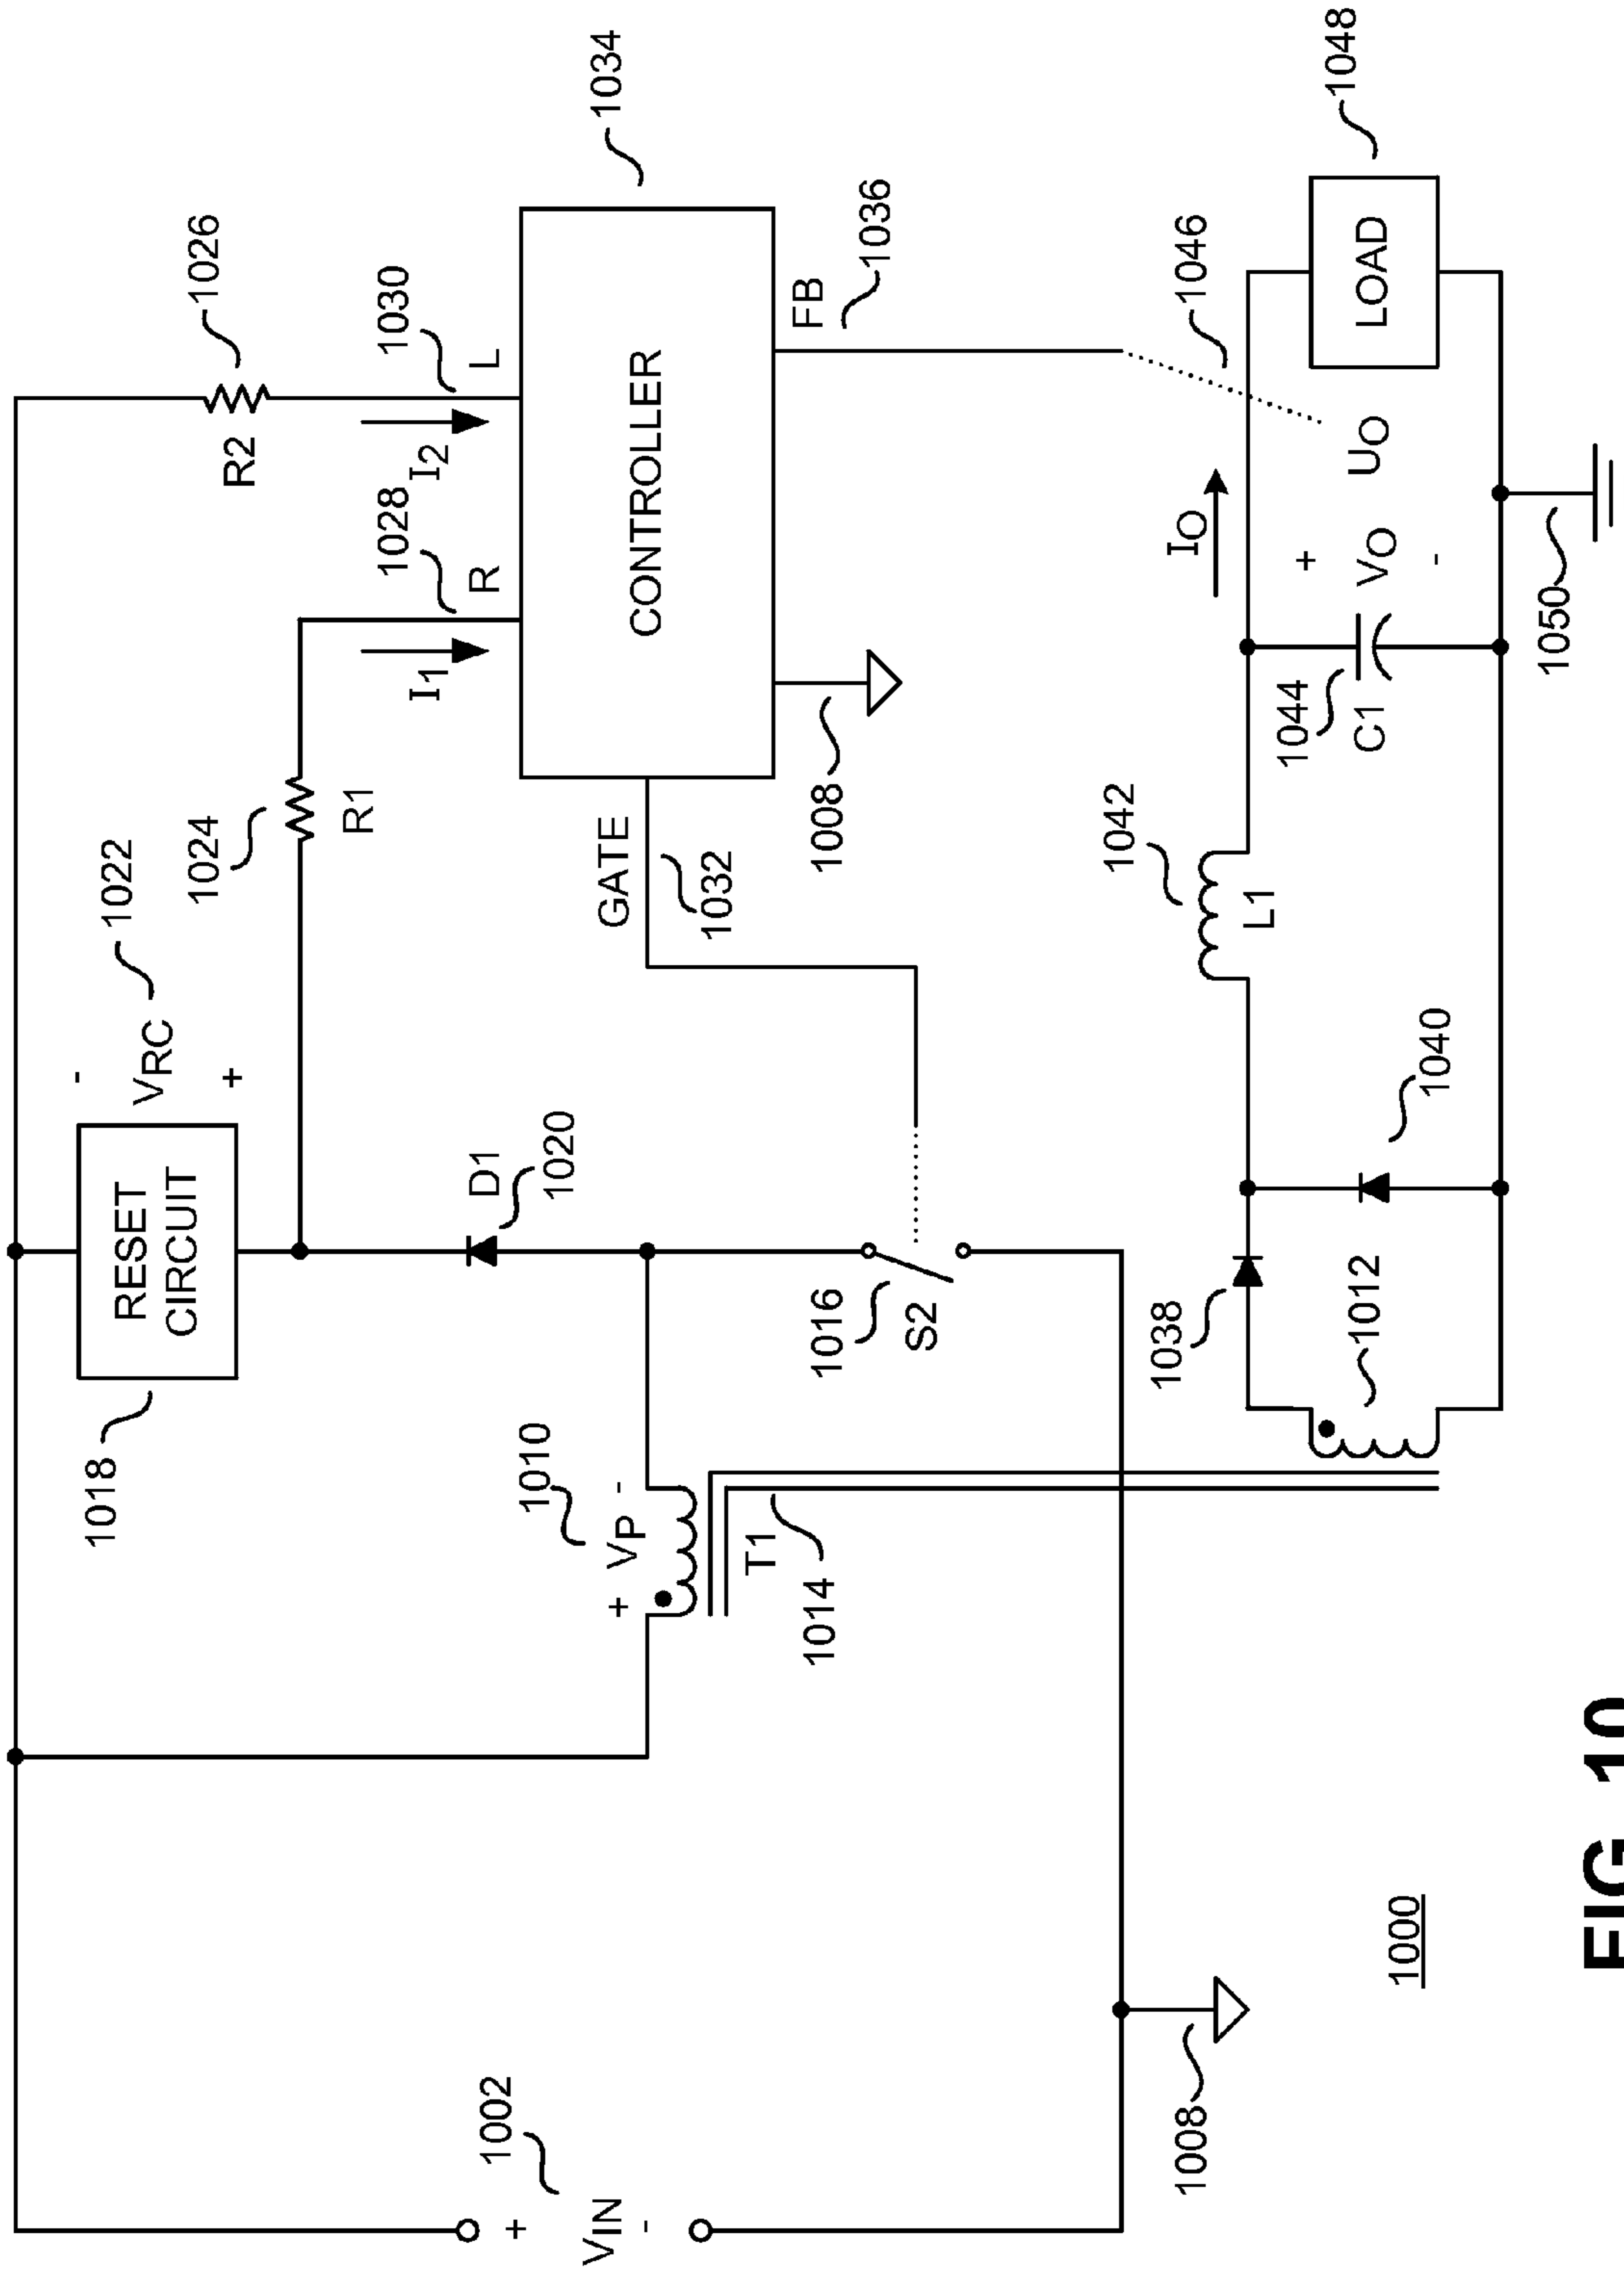 1018
RESET
CIRCUIT
-
VRC
+
1022
1024
R1
R2
1026
1010
+ VP -
D1
1020
I1
1028
R
I2
1030
L
1034
GATE
1032
CONTROLLER
1008
FB
1036
T1
1014
1016
S2
1002
+
VIN
-
1008
1038
1012
1040
1042
L1
IO
1046
1044
C1
+
VO
-
UO
LOAD
1048
1050
1000
FIG. 10